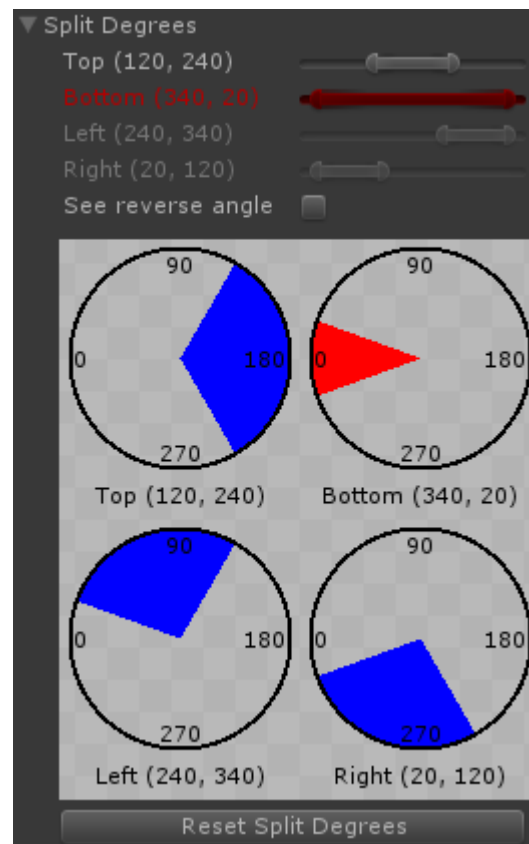 Split Degrees
Top (120, 240)
Bottom (340, 20)
Left (240, 340)
Right (20, 120)
See reverse angle
90 90
0 180 0 180
270 270
Top (120, 240) Bottom (340, 20)
90 90
0 180 0 180
270 270
Left (240, 340) Right (20, 120)
Reset Split Degrees